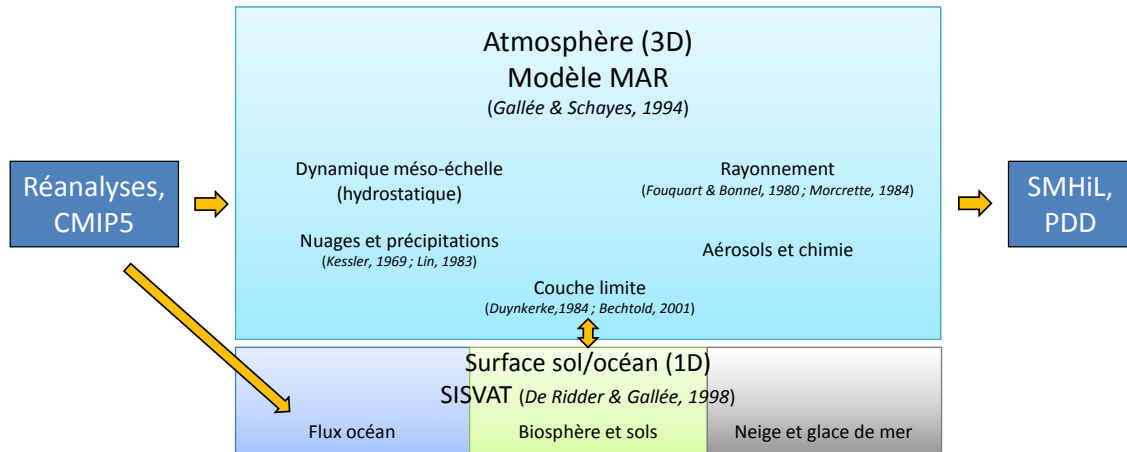 Atmosphère (3D)
Modèle MAR
(Gallée & Schayes, 1994)
Réanalyses,
CMIP5
Dynamique méso-échelle
(hydrostatique)
Rayonnement
(Fouquart & Bonnel, 1980 ; Morcrette, 1984)
Nuages et précipitations
(Kessler, 1969 ; Lin, 1983)
Aérosols et chimie
Couche limite
(Duynkerke,1984 ; Bechtold, 2001)
SMHiL,
PDD
Surface sol/océan (1D)
SISVAT (De Ridder & Gallée, 1998)
Flux océan
Biosphère et sols
Neige et glace de mer